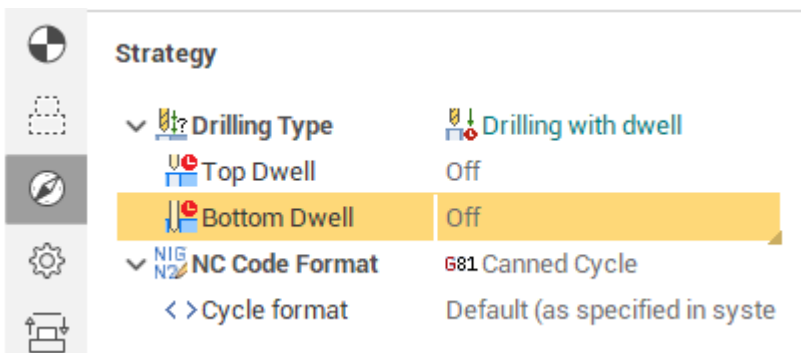 Strategy
Drilling Type Drilling with dwell
Top Dwell Off
Bottom Dwell Off
NC Code Format G81 Canned Cycle
<> Cycle format Default (as specified in syste